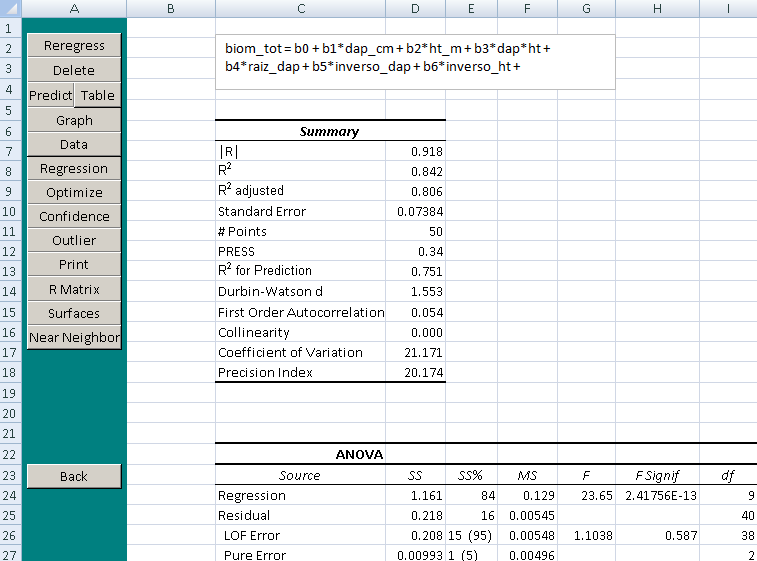 A B C D E F G H I
1
2 Reregress biom_tot = b0 + b1*dap_cm + b2*ht_m + b3*dap*ht +
3 Delete b4*raiz_dap + b5*inverso_dap + b6*inverso_ht +
4 Predict Table
5 Graph
6 Summary
7 Data |R| 0.918
8 Regression R² 0.842
9 Optimize R² adjusted 0.806
10 Confidence Standard Error 0.07384
11 Outlier # Points 50
12 PRESS 0.34
13 Print R² for Prediction 0.751
14 R Matrix Durbin-Watson d 1.553
15 Surfaces First Order Autocorrelation 0.054
16 Near Neighbor Collinearity 0.000
17 Coefficient of Variation 21.171
18 Precision Index 20.174
19
20
21
22 ANOVA
23 Back Source SS SS% MS F F Signif df
24 Regression 1.161 84 0.129 23.65 2.41756E-13 9
25 Residual 0.218 16 0.00545 40
26 LOF Error 0.208 15 (95) 0.00548 1.1038 0.587 38
27 Pure Error 0.00993 1 (5) 0.00496 2